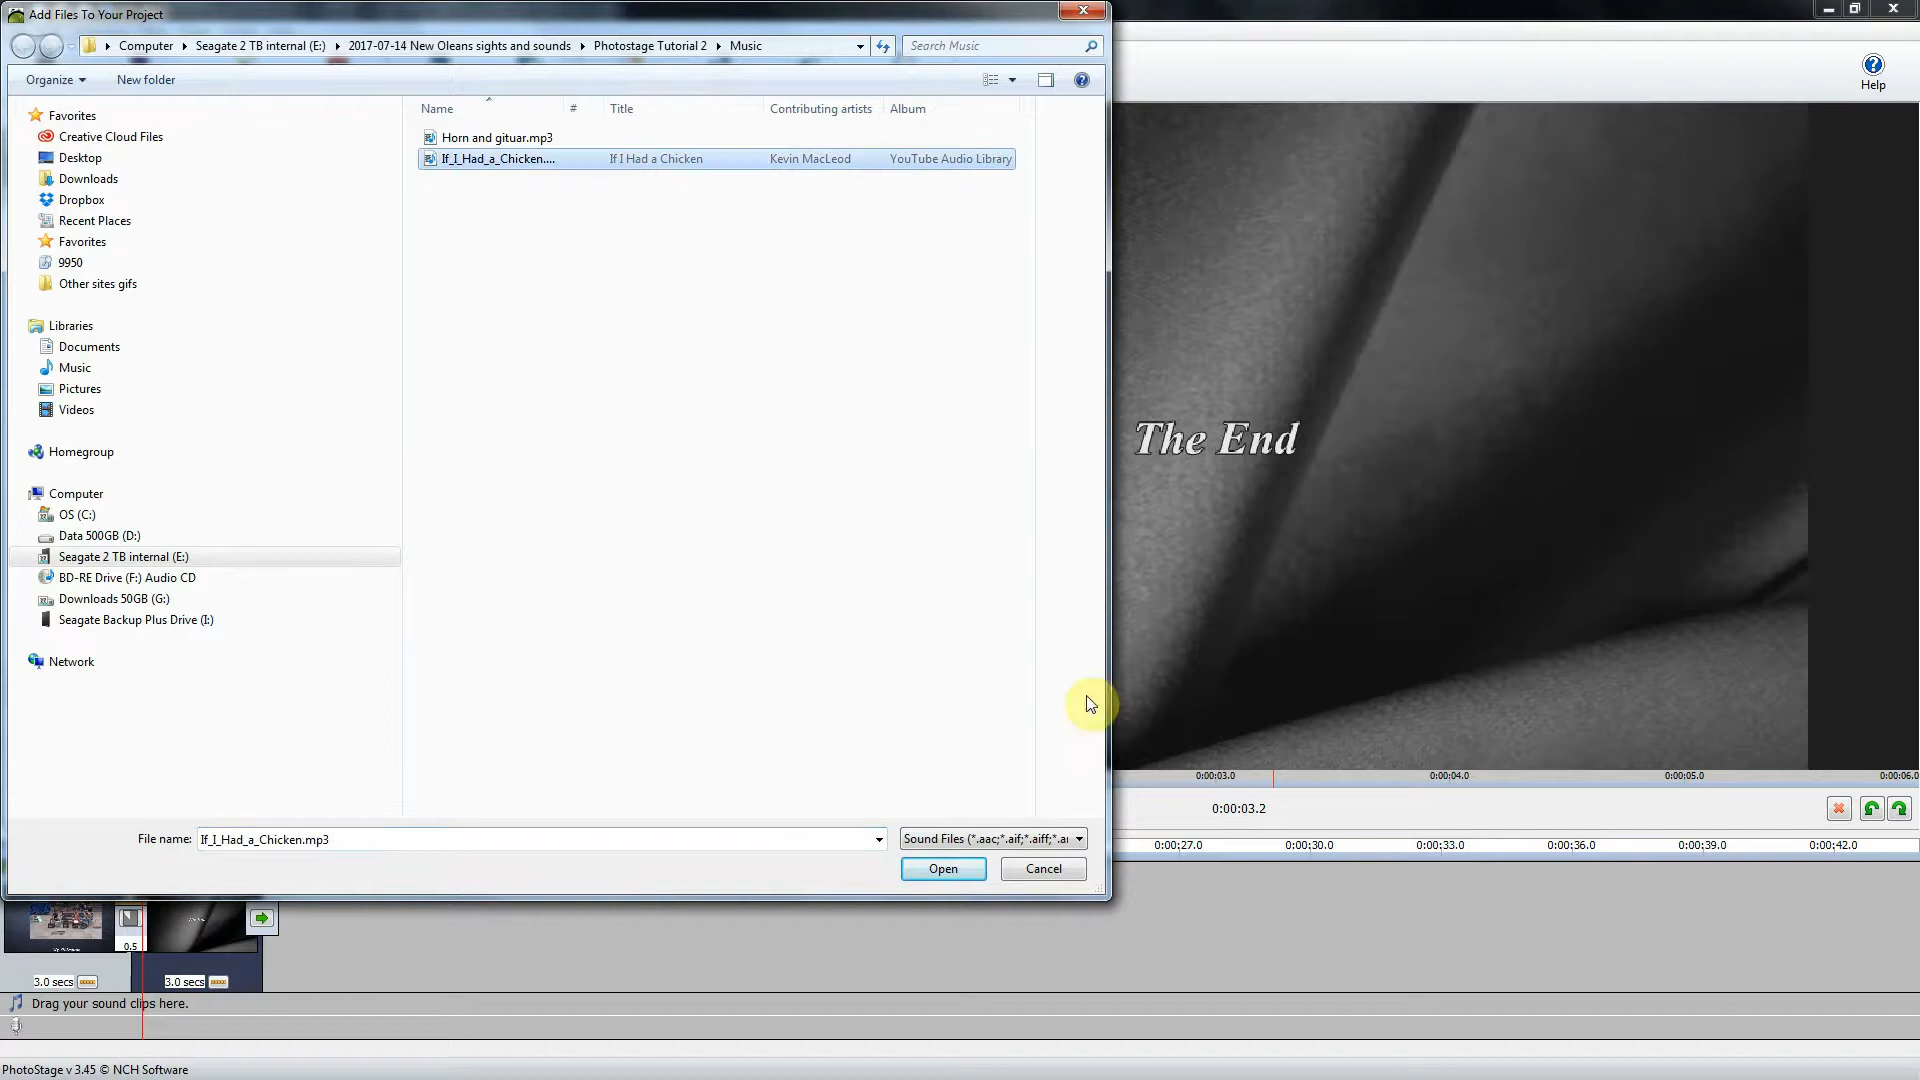 Add Files To Your Project
Computer Seagate 2 TB internal (E:) 2017-07-14 New Oleans sights and sounds Photostage Tutorial 2 Music Search Music
Organize New folder
Help
Name # Title Contributing artists Album
Horn and gituar.mp3
If_I_Had_a_Chicken.... If I Had a Chicken Kevin MacLeod YouTube Audio Library
Favorites
Creative Cloud Files
Desktop
Downloads
Dropbox
Recent Places
Favorites
9950
Other sites gifs
Libraries
Documents
Music
Pictures
Videos
Homegroup
Computer
OS (C:)
Data 500GB (D:)
Seagate 2 TB internal (E:)
BD-RE Drive (F:) Audio CD
Downloads 50GB (G:)
Seagate Backup Plus Drive (I:)
Network
The End
0:00:03.0 0:00:04.0 0:00:05.0 0:00:06.0
0:00:03.2
File name: If_I_Had_a_Chicken.mp3 Sound Files (*.aac;*.aif;*.aiff;*.ai
0:00:27.0 0:00:30.0 0:00:33.0 0:00:36.0 0:00:39.0 0:00:42.0
Open Cancel
0.5
3.0 secs 3.0 secs
Drag your sound clips here.
PhotoStage v 3.45 © NCH Software